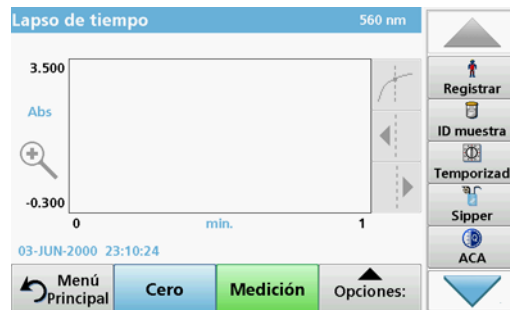 Lapso de tiempo 560 nm
3.500
Abs
-0.300
0 min. 1
03-JUN-2000 23:10:24
Menú
Principal
Cero
Medición
Opciones:
Registrar
ID muestra
Temporizad
Sipper
ACA